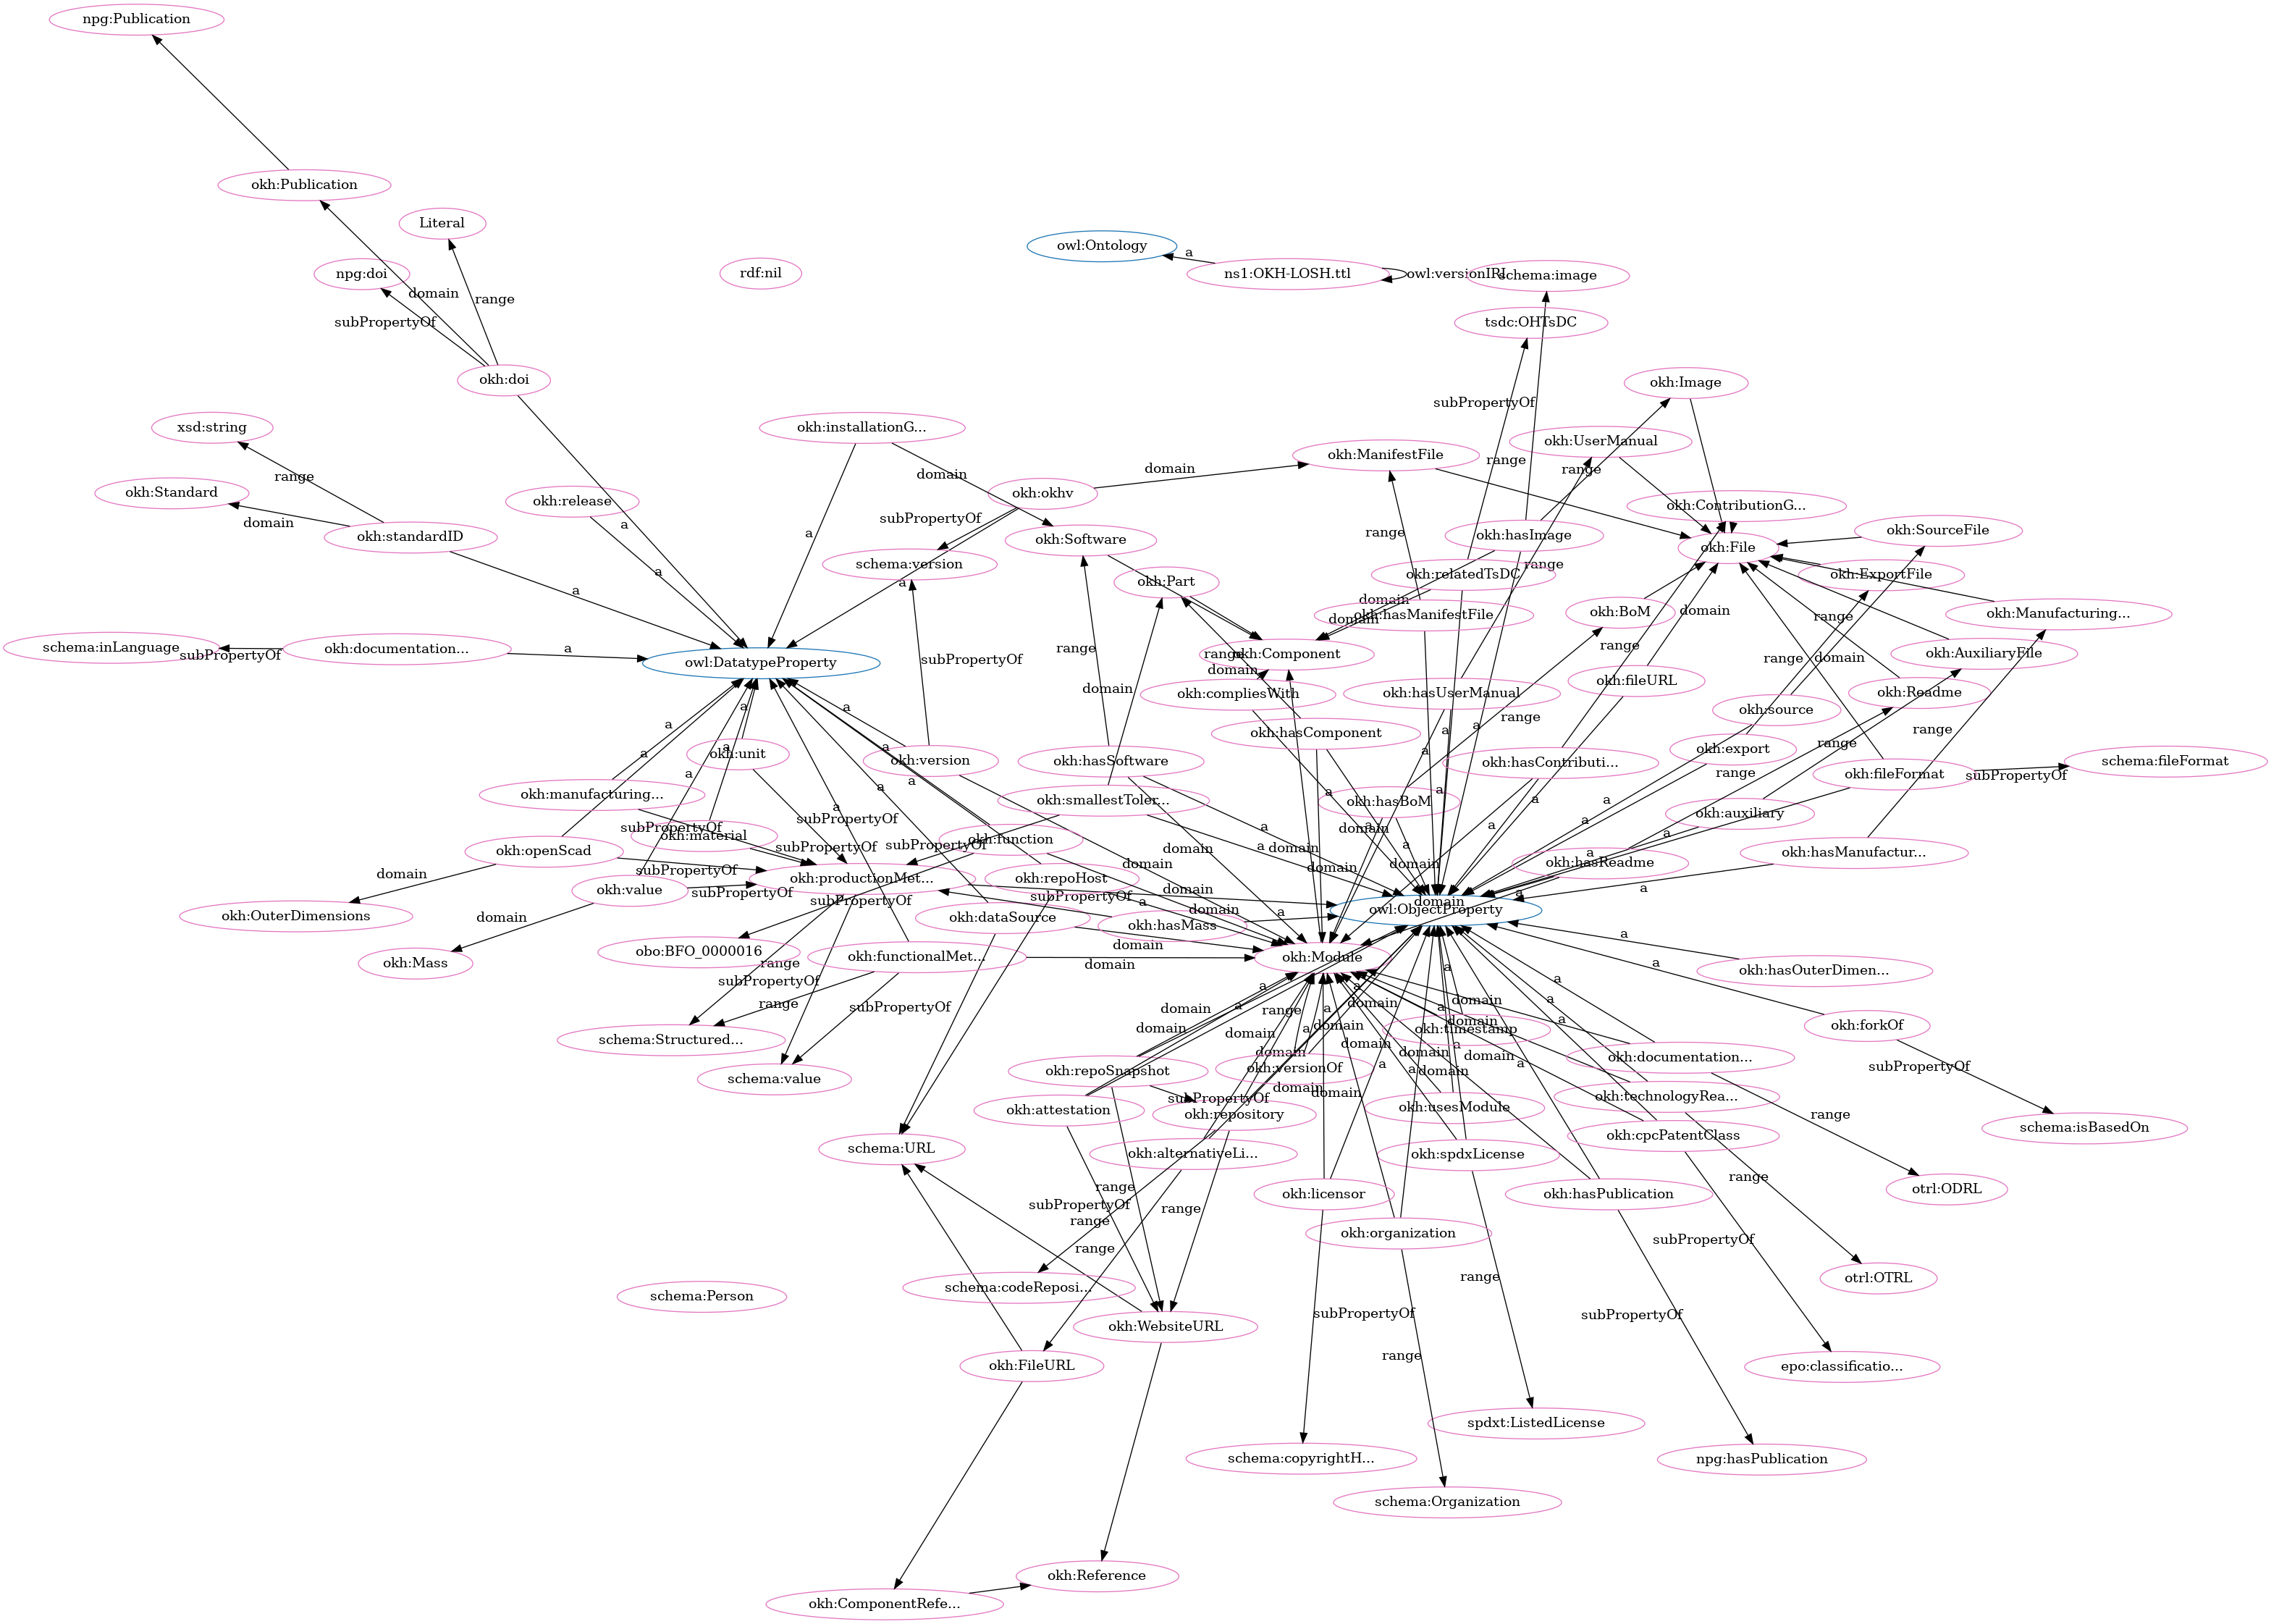 npg:Publication
okh:Publication
Literal
owl:Ontology
a
npg:doi
rdf:nil
ns1:OKH-LOSH.ttl
owl:versionIRI
schema:image
domain
range
subPropertyOf
tsdc:OHTsDC
okh:doi
okh:Image
subPropertyOf
xsd:string
okh:installationG...
okh:UserManual
okh:ManifestFile
range
domain
domain
range
range
okh:Standard
okh:okhv
okh:release
okh:ContributionG...
domain
subPropertyOf
a
okh:standardID
a
okh:Software
okh:hasImage
okh:SourceFile
range
okh:File
schema:version
range
a
okh:Part
okh:relatedTsDC
okh:ExportFile
a
a
domain
okh:hasManifestFile
domain
okh:BoM
domain
range
okh:Manufacturing...
schema:inLanguage
subPropertyOf
okh:documentation...
a
owl:DatatypeProperty
subPropertyOf
range
range
okh:Component
range
okh:AuxiliaryFile
domain
domain
range
domain
okh:compliesWith
okh:hasUserManual
okh:fileURL
okh:Readme
a
a
okh:source
range
a
a
range
okh:hasComponent
a
okh:unit
a
a
okh:version
okh:hasSoftware
a
okh:hasContributi...
okh:export
range
schema:fileFormat
a
a
a
range
okh:fileFormat
subPropertyOf
okh:manufacturing...
okh:smallestToler...
a
a
okh:hasBoM
a
okh:auxiliary
subPropertyOf
okh:material
a
subPropertyOf
a
domain
a
a
a
okh:openScad
subPropertyOf
subPropertyOf
okh:function
domain
a
domain
a
a
okh:hasManufactur...
domain
subPropertyOf
okh:productionMet...
okh:repoHost
domain
domain
okh:hasReadme
okh:value
subPropertyOf
domain
subPropertyOf
subPropertyOf
a
domain
a
okh:OuterDimensions
domain
okh:dataSource
okh:hasMass
domain
a
owl:ObjectProperty
a
obo:BFO_0000016
domain
okh:Mass
range
okh:functionalMet...
domain
okh:Module
a
okh:hasOuterDimen...
subPropertyOf
a
a
range
subPropertyOf
domain
a
range
a
domain
domain
a
a
schema:Structured...
domain
domain
domain
okh:timestamp
domain
a
okh:forkOf
a
domain
domain
a
domain
domain
a
okh:documentation...
schema:value
okh:repoSnapshot
okh:versionOf
a
a
domain
subPropertyOf
subPropertyOf
domain
domain
okh:technologyRea...
okh:attestation
okh:repository
okh:usesModule
range
schema:isBasedOn
schema:URL
okh:alternativeLi...
okh:spdxLicense
okh:cpcPatentClass
range
range
okh:licensor
okh:hasPublication
otrl:ODRL
subPropertyOf
range
range
okh:organization
subPropertyOf
range
schema:Person
schema:codeReposi...
range
otrl:OTRL
okh:WebsiteURL
subPropertyOf
subPropertyOf
okh:FileURL
range
epo:classificatio...
spdxt:ListedLicense
schema:copyrightH...
npg:hasPublication
schema:Organization
okh:Reference
okh:ComponentRefe...